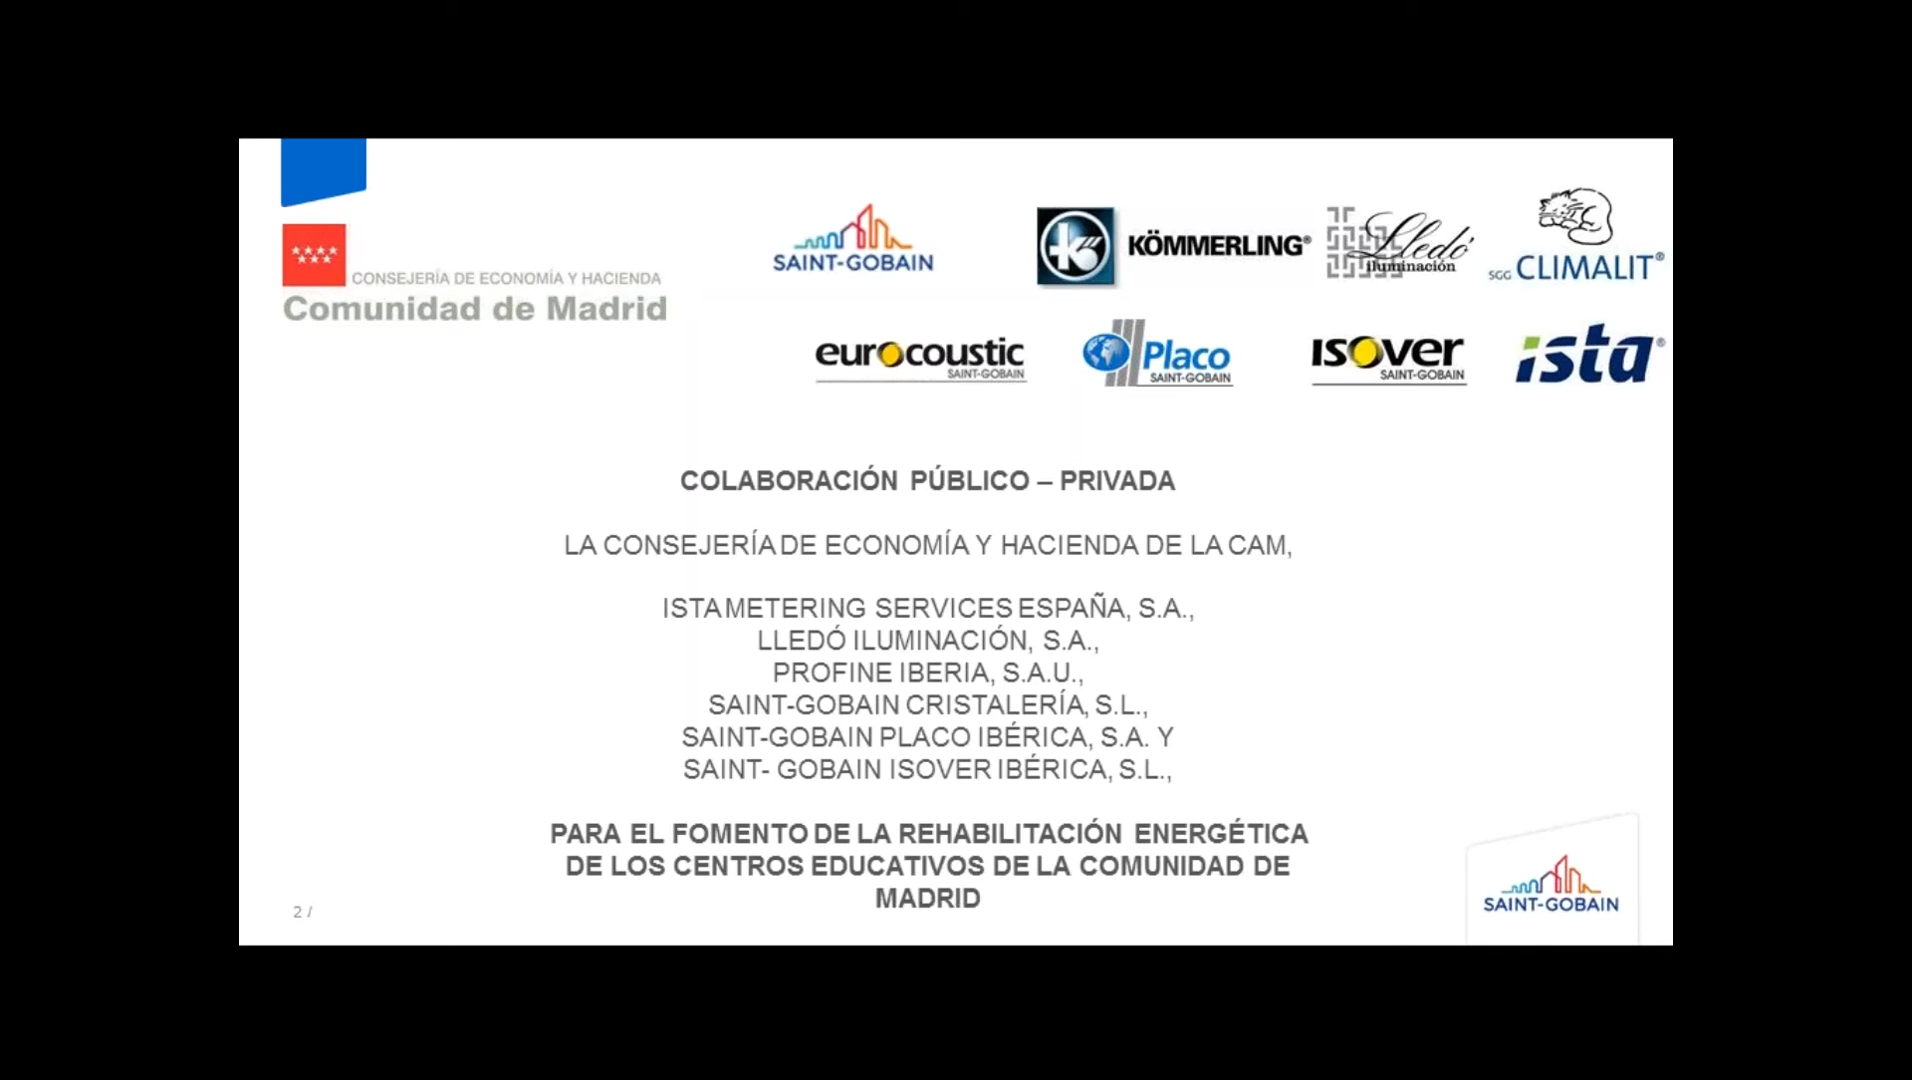 CONSEJERÍA DE ECONOMÍA Y HACIENDA
Comunidad de Madrid
SAINT-GOBAIN
KÖMMERLING®
Lledó
iluminación
SGG CLIMALIT®
eurocoustic
SAINT-GOBAIN
Placo
SAINT-GOBAIN
ISOVER
SAINT-GOBAIN
ista®
COLABORACIÓN PÚBLICO – PRIVADA
LA CONSEJERÍA DE ECONOMÍA Y HACIENDA DE LA CAM,
ISTA METERING SERVICES ESPAÑA, S.A.,
LLEDÓ ILUMINACIÓN, S.A.,
PROFINE IBERIA, S.A.U.,
SAINT-GOBAIN CRISTALERÍA, S.L.,
SAINT-GOBAIN PLACO IBÉRICA, S.A. Y
SAINT- GOBAIN ISOVER IBÉRICA, S.L.,
PARA EL FOMENTO DE LA REHABILITACIÓN ENERGÉTICA
DE LOS CENTROS EDUCATIVOS DE LA COMUNIDAD DE
MADRID
2 /
SAINT-GOBAIN